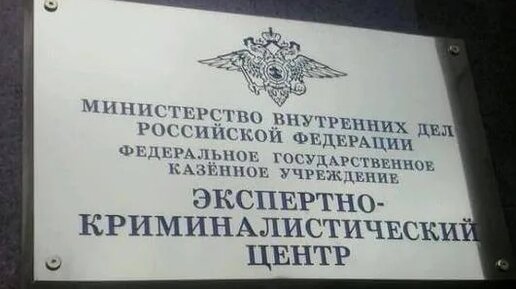 МИНИСТЕРСТВО ВНУТРЕННИХ ДЕЛ
РОССИЙСКОЙ ФЕДЕРАЦИИ
ФЕДЕРАЛЬНОЕ ГОСУДАРСТВЕННОЕ
КАЗЁННОЕ УЧРЕЖДЕНИЕ
ЭКСПЕРТНО-
КРИМИНАЛИСТИЧЕСКИЙ
ЦЕНТР